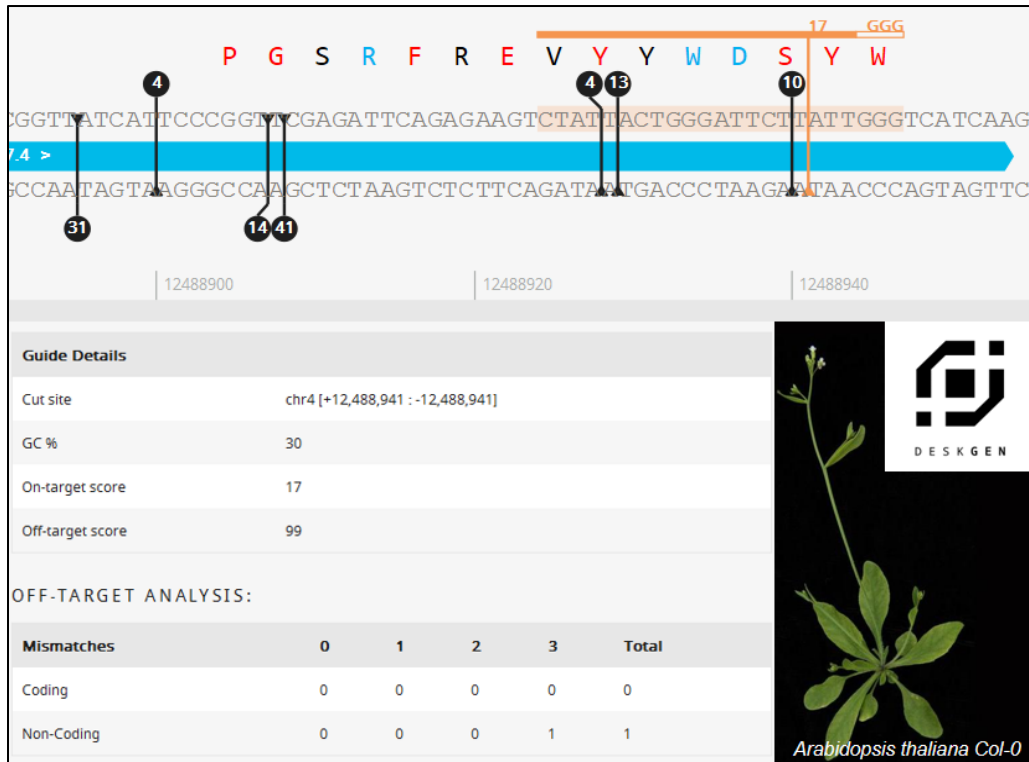 17 GGG
P G S R F R E V Y Y W D S Y W
4 4 13 10
CGGTTATCATTCCCGGTTCGAGATTCAGAGAAGTCTATTACTGGGATTCTTATTGGGTCATCAAG
7.4 >
GCCAATAGTAAGGGCCAAGCTCTAAGTCTCTTCAGATAATGACCCTAAGAATAACCCAGTAGTTC
31 14 41
12488900 12488920 12488940
Guide Details
Cut site chr4 [+12,488,941 : -12,488,941]
GC % 30
On-target score 17
Off-target score 99
OFF-TARGET ANALYSIS:
Mismatches 0 1 2 3 Total
Coding 0 0 0 0 0
Non-Coding 0 0 0 1 1
DESKGEN
Arabidopsis thaliana Col-0